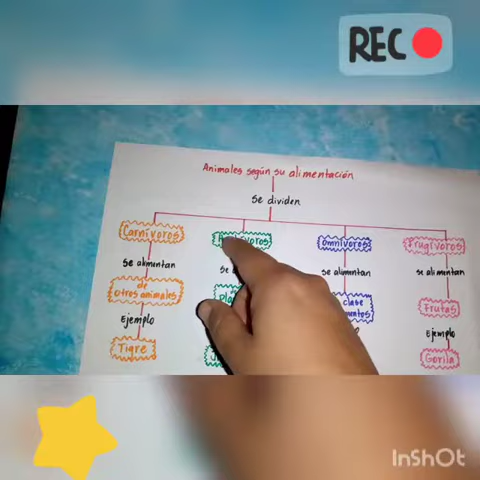 REC
Animales según su alimentación
Se dividen
Carnívoros
Omnívoros
Frugívoros
Se alimentan
Se alimentan
Se alimentan
de
otros animales
clase
Frutas
Ejemplo
Ejemplo
Tigre
Gorila
InShOt